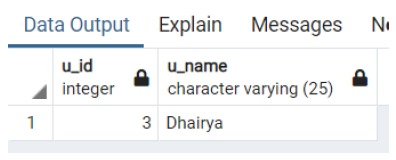 Data Output Explain Messages
u_id u_name
integer character varying (25)
1 3 Dhairya